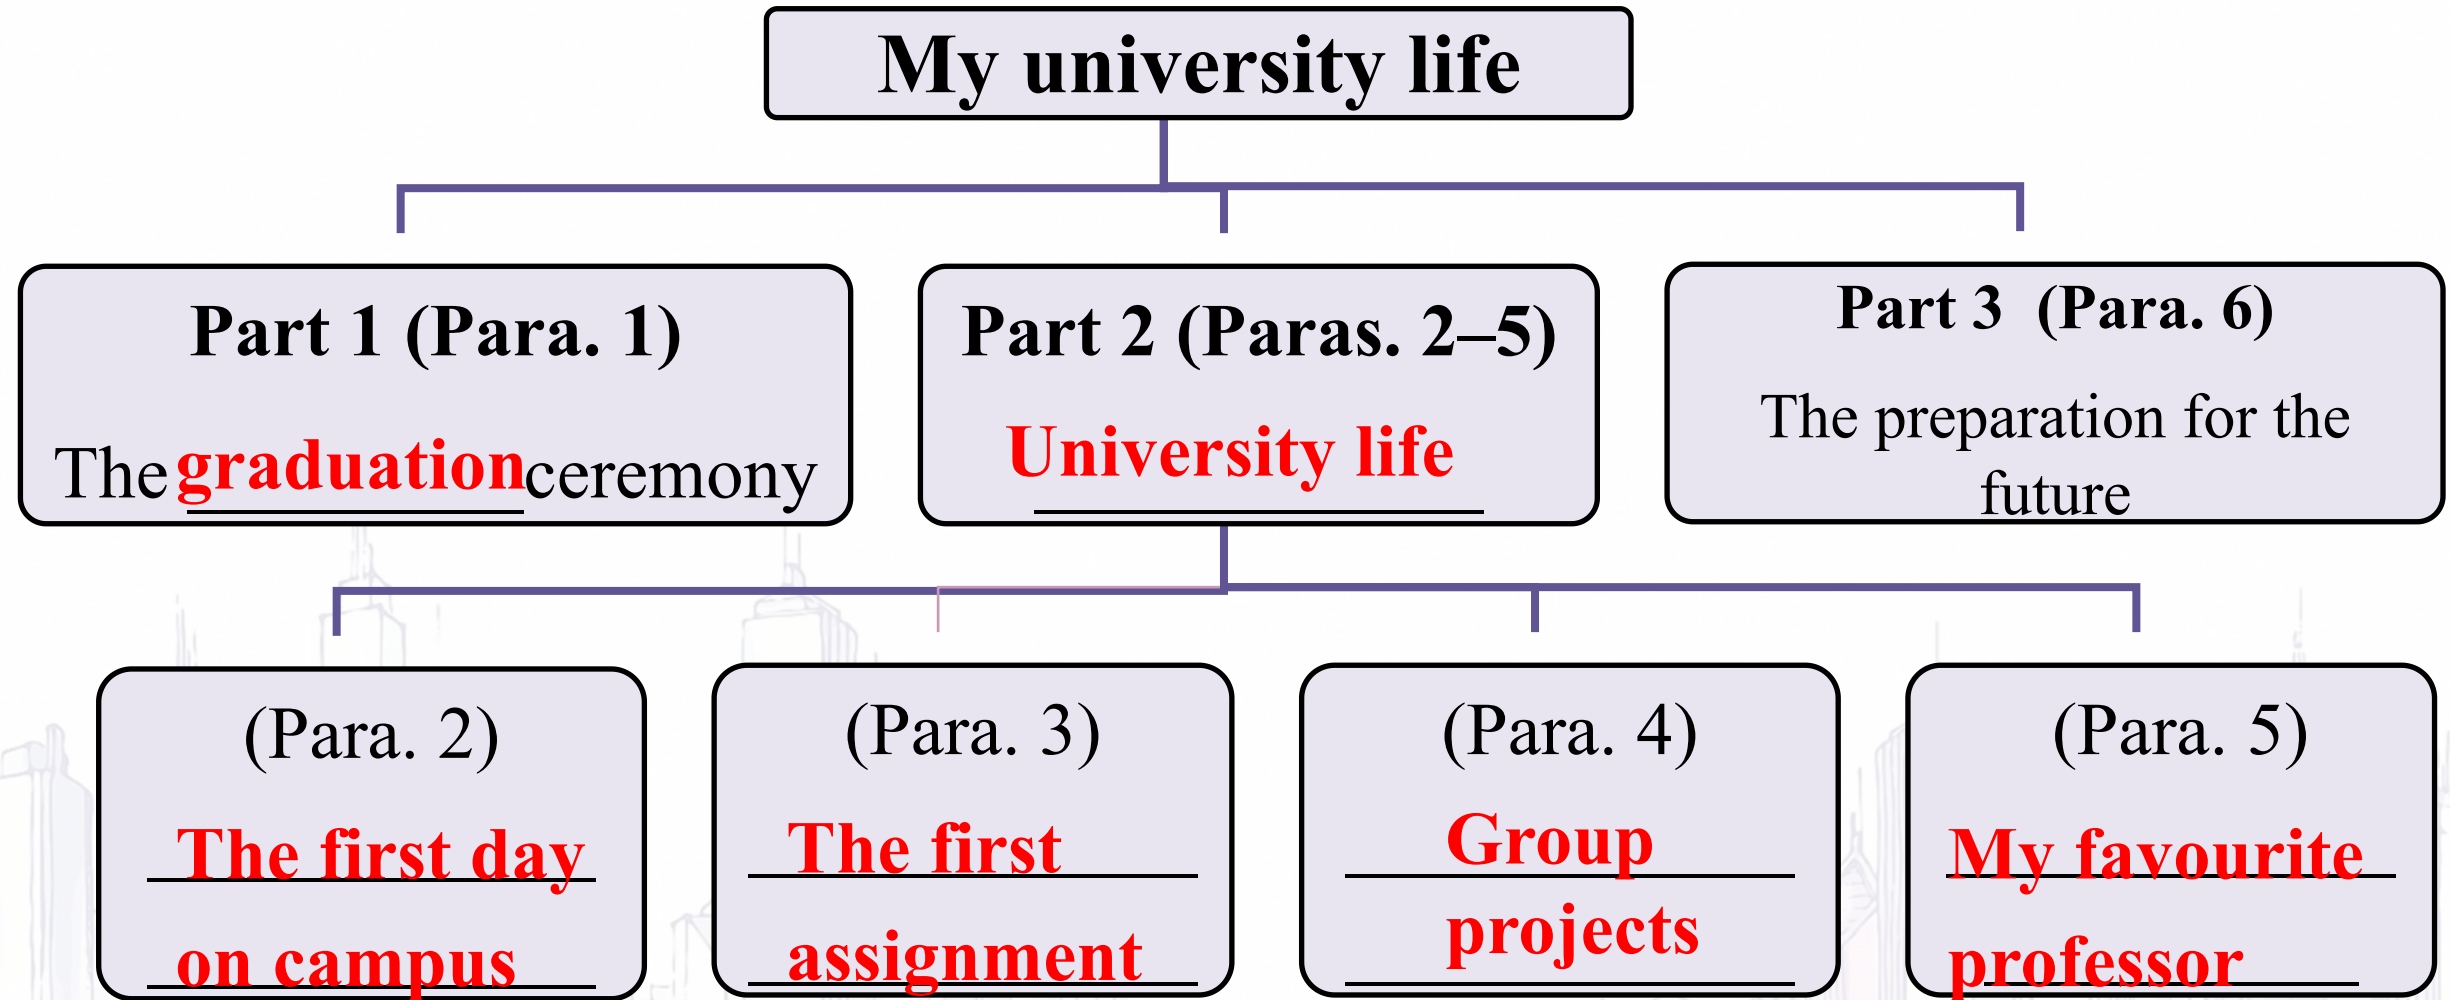 My university life
Part 1 (Para. 1)
The graduation ceremony
Part 2 (Paras. 2–5)
University life
Part 3 (Para. 6)
The preparation for the
future
(Para. 2)
The first day
on campus
(Para. 3)
The first
assignment
(Para. 4)
Group
projects
(Para. 5)
My favourite
professor